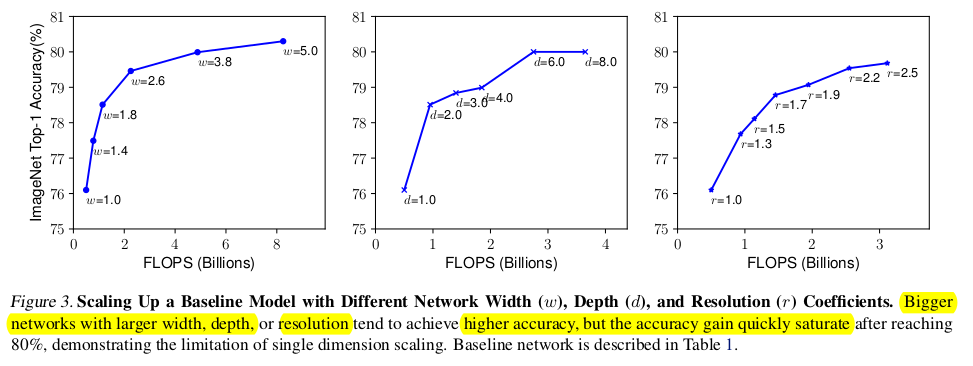 ImageNet Top-1 Accuracy(%)
81
80
79
78
77
76
75
0
2
4
6
8
FLOPS (Billions)
w=1.0
w=1.4
w=1.8
w=2.6
w=3.8
w=5.0
81
80
79
78
77
76
75
0
1
2
3
4
FLOPS (Billions)
d=1.0
d=2.0
d=3.0
d=4.0
d=6.0
d=8.0
81
80
79
78
77
76
75
0
1
2
3
FLOPS (Billions)
r=1.0
r=1.3
r=1.5
r=1.7
r=1.9
r=2.2
r=2.5
Figure 3. Scaling Up a Baseline Model with Different Network Width (w), Depth (d), and Resolution (r) Coefficients. Bigger
networks with larger width, depth, or resolution tend to achieve higher accuracy, but the accuracy gain quickly saturate after reaching
80%, demonstrating the limitation of single dimension scaling. Baseline network is described in Table 1.